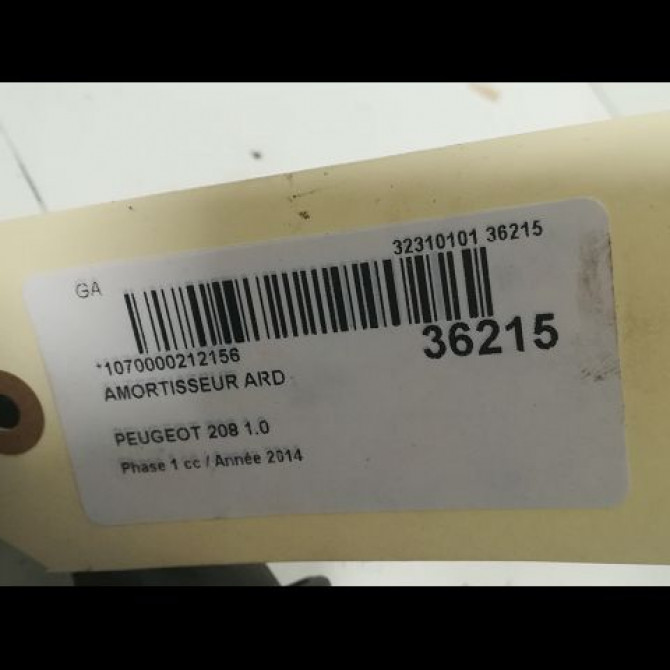 GA
32310101 36215
*1070000212156
36215
AMORTISSEUR ARD
PEUGEOT 208 1.0
Phase 1 cc / Année 2014